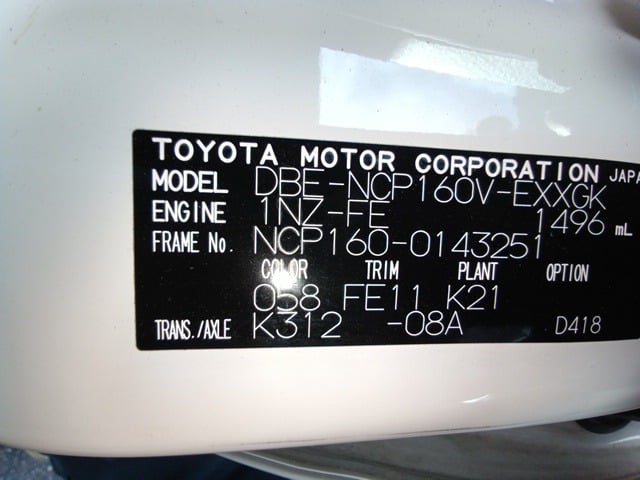 TOYOTA MOTOR CORPORATION JAPA
MODEL DBE-NCP160V-EXXGK
ENGINE 1NZ-FE 1496 mL
FRAME No. NCP160-0143251
COLOR TRIM PLANT OPTION
058 FE11 K21
TRANS./AXLE K312 -08A D418